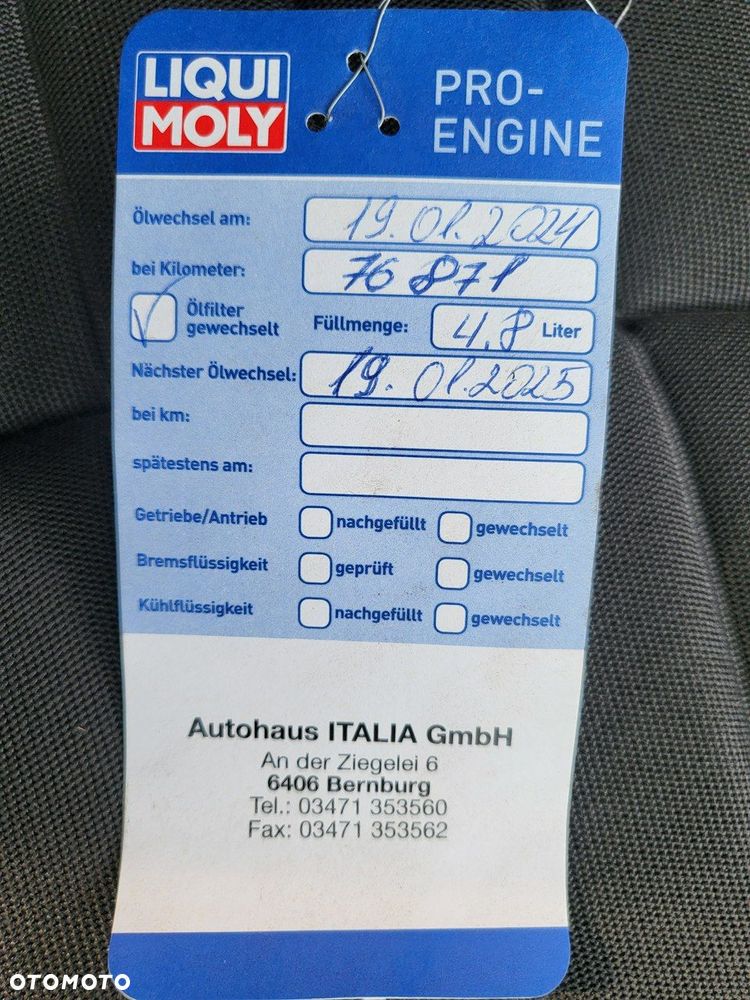 LIQUI
MOLY
PRO-
ENGINE
Ölwechsel am: 19.01.2024
bei Kilometer: 76 871
Ölfilter
gewechselt
Füllmenge: 4.8 Liter
Nächster Ölwechsel: 19.01.2025
bei km:
spätestens am:
Getriebe/Antrieb nachgefüllt gewechselt
Bremsflüssigkeit geprüft gewechselt
Kühlflüssigkeit nachgefüllt gewechselt
Autohaus ITALIA GmbH
An der Ziegelei 6
6406 Bernburg
Tel.: 03471 353560
Fax: 03471 353562
OTOMOTO